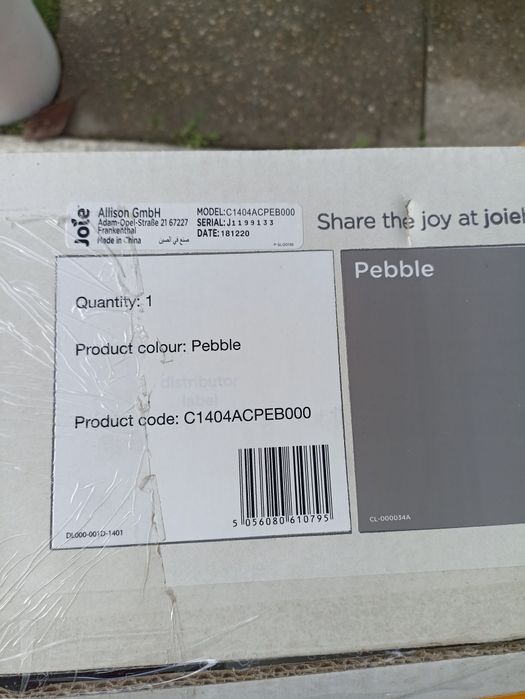 Joie
Allison GmbH
Adam-Opel-Straße 21 67227
Frankenthal
Made in China صنع في الصين
MODEL:C1404ACPEB000
SERIAL:J1199133
DATE:181220
Share the joy at joie
Pebble
Quantity: 1
Product colour: Pebble
distributor
label
Product code: C1404ACPEB000
5 056080 610795
DL000-001D-1401
CL-000034A